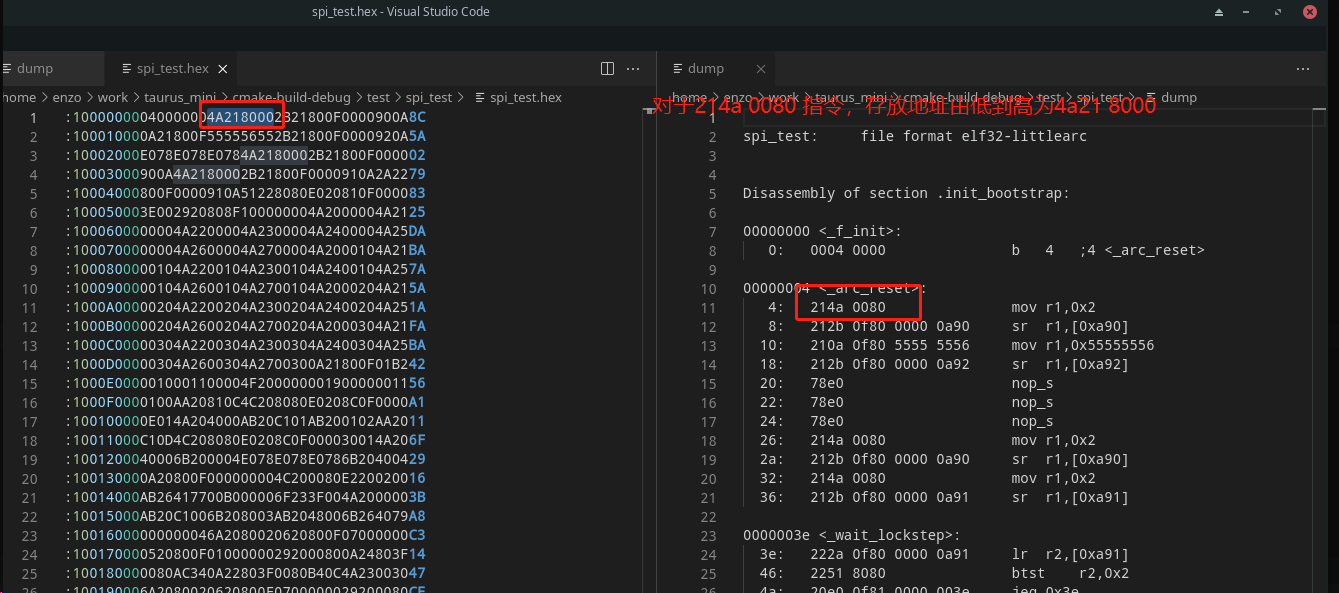 spi_test.hex - Visual Studio Code
dump
spi_test.hex
dump
home > enzo > work > taurus_mini > cmake-build-debug > test > spi_test > spi_test.hex
home > enzo > work > taurus_mini > cmake-build-debug > test > spi_test > dump
对于214a 0080 指令，存放地址由低到高为4a21 8000
1 :10000000040000004A2180002B21800F0000900A8C
2 :100010000A21800F555556552B21800F0000920A5A
3 :10002000E078E078E0784A2180002B21800F000002
4 :10003000900A4A2180002B21800F0000910A2A2279
5 :10004000800F0000910A51228080E020810F000083
6 :100050003E002920808F100000004A2000004A2125
7 :1000600000004A2200004A2300004A2400004A25DA
8 :1000700000004A2600004A2700004A2000104A21BA
9 :1000800000104A2200104A2300104A2400104A257A
10 :1000900000104A2600104A2700104A2000204A215A
11 :1000A00000204A2200204A2300204A2400204A251A
12 :1000B00000204A2600204A2700204A2000304A21FA
13 :1000C00000304A2200304A2300304A2400304A25BA
14 :1000D00000304A2600304A2700300A21800F01B242
15 :1000E0000010001100004F2000000001900000001156
16 :1000F0000100AA20810C4C208080E0208C0F0000A1
17 :100100000E014A204000AB20C101AB200102AA2011
18 :10011000C10D4C208080E0208C0F000030014A206F
19 :1001200040006B200004E078E078E0786B20400429
20 :100130000A20800F000000004C200080E220020016
21 :10014000AB26417700B000006F233F004A2000003B
22 :10015000AB20C1006B208003AB2048006B264079A8
23 :10016000000000046A2080020620800F07000000C3
24 :100170000520800F01000000292000800A24803F14
25 :100180000080AC340A22803F0080B40C4A23003047
1
2 spi_test: file format elf32-littlearc
3
4
5 Disassembly of section .init_bootstrap:
6
7 00000000 <_f_init>:
8 0: 0004 0000 b 4 ;4 <_arc_reset>
9
10 00000004 <_arc_reset>:
11 4: 214a 0080 mov r1,0x2
12 8: 212b 0f80 0000 0a90 sr r1,[0xa90]
13 10: 210a 0f80 5555 5556 mov r1,0x55555556
14 18: 212b 0f80 0000 0a92 sr r1,[0xa92]
15 20: 78e0 nop_s
16 22: 78e0 nop_s
17 24: 78e0 nop_s
18 26: 214a 0080 mov r1,0x2
19 2a: 212b 0f80 0000 0a90 sr r1,[0xa90]
20 32: 214a 0080 mov r1,0x2
21 36: 212b 0f80 0000 0a91 sr r1,[0xa91]
22
23 0000003e <_wait_lockstep>:
24 3e: 222a 0f80 0000 0a91 lr r2,[0xa91]
25 46: 2251 8080 btst r2,0x2